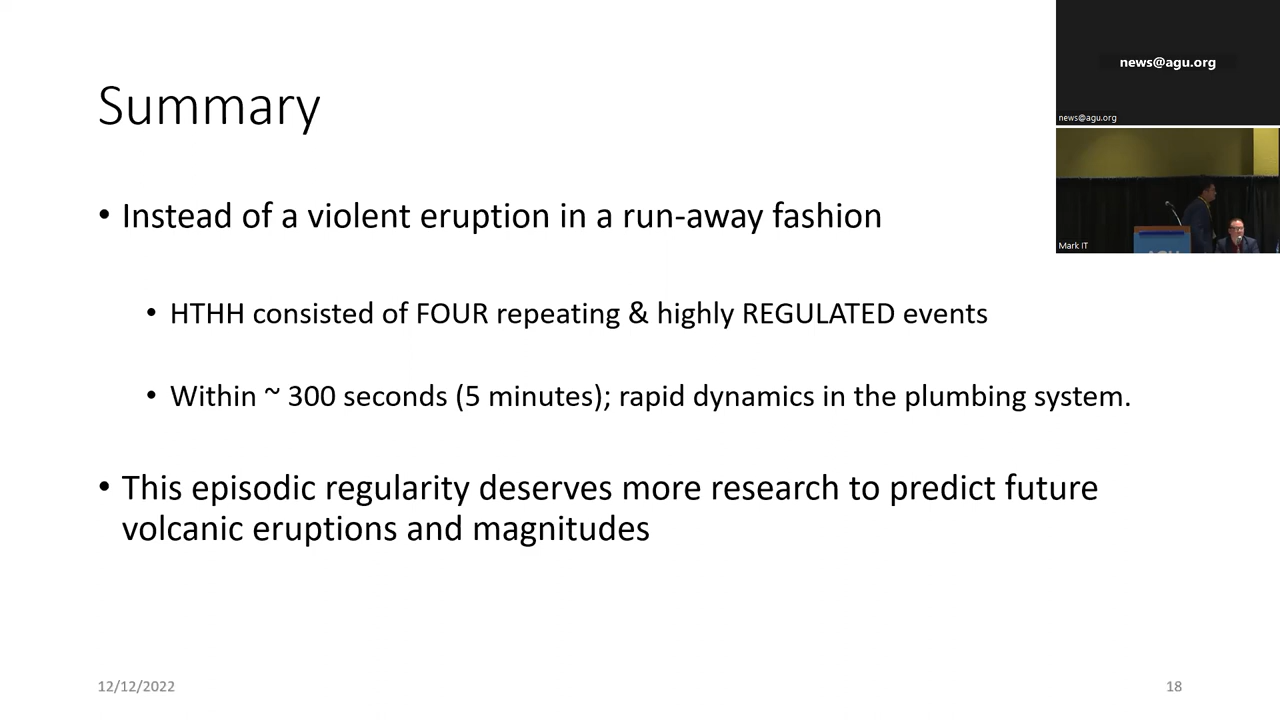 Summary
• Instead of a violent eruption in a run-away fashion
• HTHH consisted of FOUR repeating & highly REGULATED events
• Within ~ 300 seconds (5 minutes); rapid dynamics in the plumbing system.
• This episodic regularity deserves more research to predict future
volcanic eruptions and magnitudes
12/12/2022
18
news@agu.org
news@agu.org
Mark IT
AGU